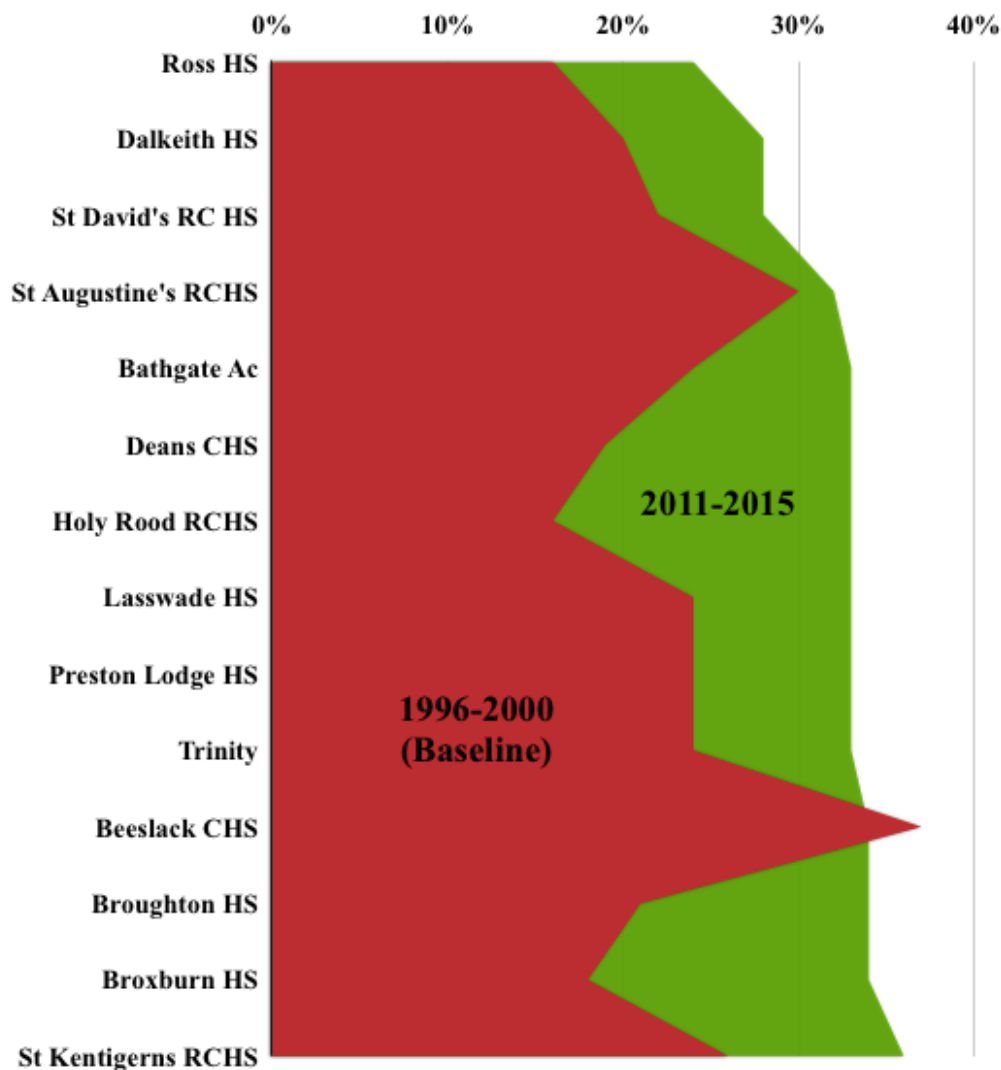 0% 10% 20% 30% 40%
Ross HS
Dalkeith HS
St David's RC HS
St Augustine's RCHS
Bathgate Ac
Deans CHS
2011-2015
Holy Rood RCHS
Lasswade HS
Preston Lodge HS
1996-2000
(Baseline)
Trinity
Beeslack CHS
Broughton HS
Broxburn HS
St Kentigerns RCHS